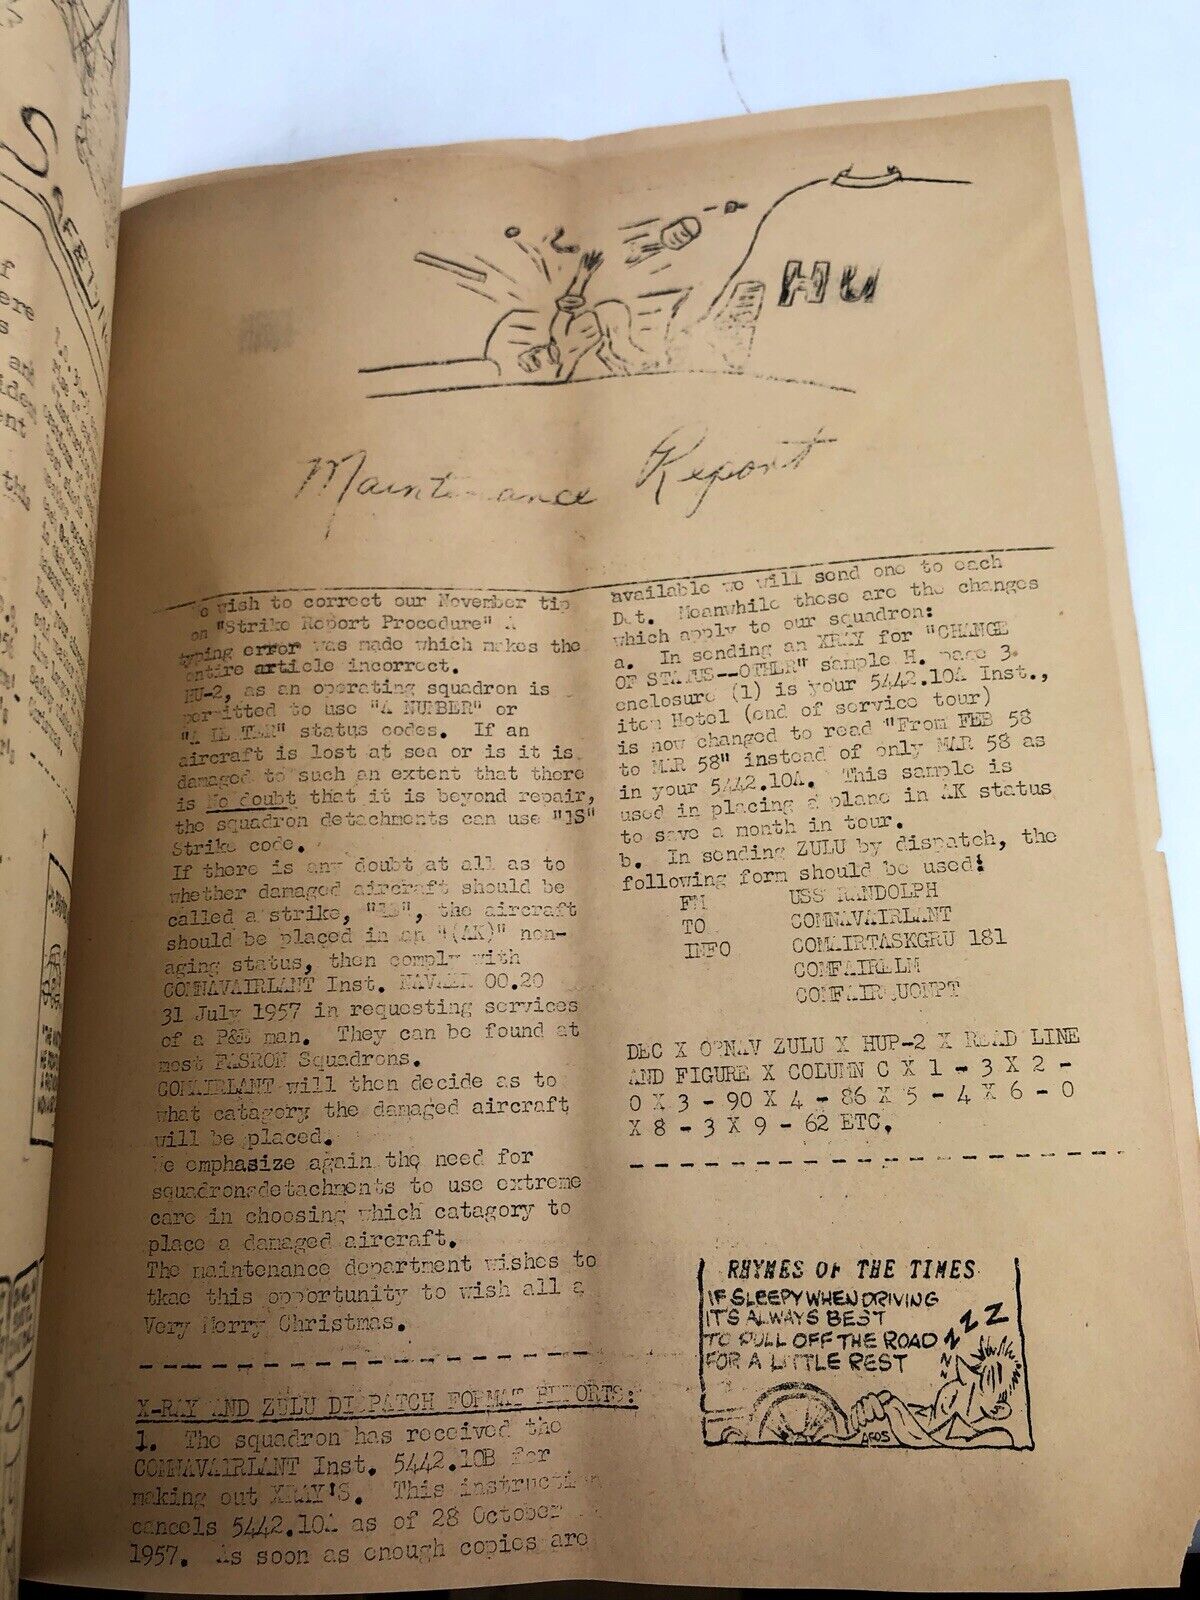 HU
Maintenance Report
wish to correct our November tip
on "Strike Report Procedure" A
typing error was made which makes the
entire article incorrect.
HU-2, as an operating squadron is
permitted to use "A NUMBER" or
"A LETTER" status codes. If an
aircraft is lost at sea or is it is
damaged to such an extent that there
is No doubt that it is beyond repair,
the squadron detachments can use "1S"
Strike code.
If there is any doubt at all as to
whether damaged aircraft should be
called a strike, "1S", the aircraft
should be placed in an "(AK)" non-
aging status, then comply with
COMNAVAIRLANT Inst. NAVAER 00.20
31 July 1957 in requesting services
of a P&E man. They can be found at
most FASRON Squadrons.
COMAIRLANT will then decide as to
what catagory the damaged aircraft
will be placed.
We emphasize again the need for
squadronsdetachments to use extreme
care in choosing which catagory to
place a damaged aircraft.
The maintenance department wishes to
tkae this opportunity to wish all a
Very Merry Christmas.
X-RAY AND ZULU DISPATCH FORMAT REPORTS:
1. The squadron has received the
COMNAVAIRLANT Inst. 5442.10B for
making out XRAY'S. This instruction
cancels 5442.10A as of 28 October
1957. As soon as enough copies are
available we will send one to each
Det. Meanwhile these are the changes
which apply to our squadron:
a. In sending an XRAY for "CHANGE
OF STATUS--OTHER" sample H. page 3.
enclosure (1) is your 5442.10A Inst.,
item Hotel (end of service tour)
is now changed to read "From FEB 58
to MAR 58" instead of only MAR 58 as
in your 5442.10A. This sample is
used in placing a plane in AK status
to save a month in tour.
b. In sending ZULU by dispatch, the
following form should be used:
FM USS RANDOLPH
TO COMNAVAIRLANT
INFO COMAIRTASKGRU 181
COMFAIRELM
COMFAIRQUONPT
DEC X OPNAV ZULU X HUP-2 X READ LINE
AND FIGURE X COLUMN C X 1 - 3 X 2 -
0 X 3 - 90 X 4 - 86 X 5 - 4 X 6 - 0
X 8 - 3 X 9 - 62 ETC.
RHYMES OF THE TIMES
IF SLEEPY WHEN DRIVING
IT'S ALWAYS BEST
TO PULL OFF THE ROAD
FOR A LITTLE REST
Z Z Z Z
AFOS